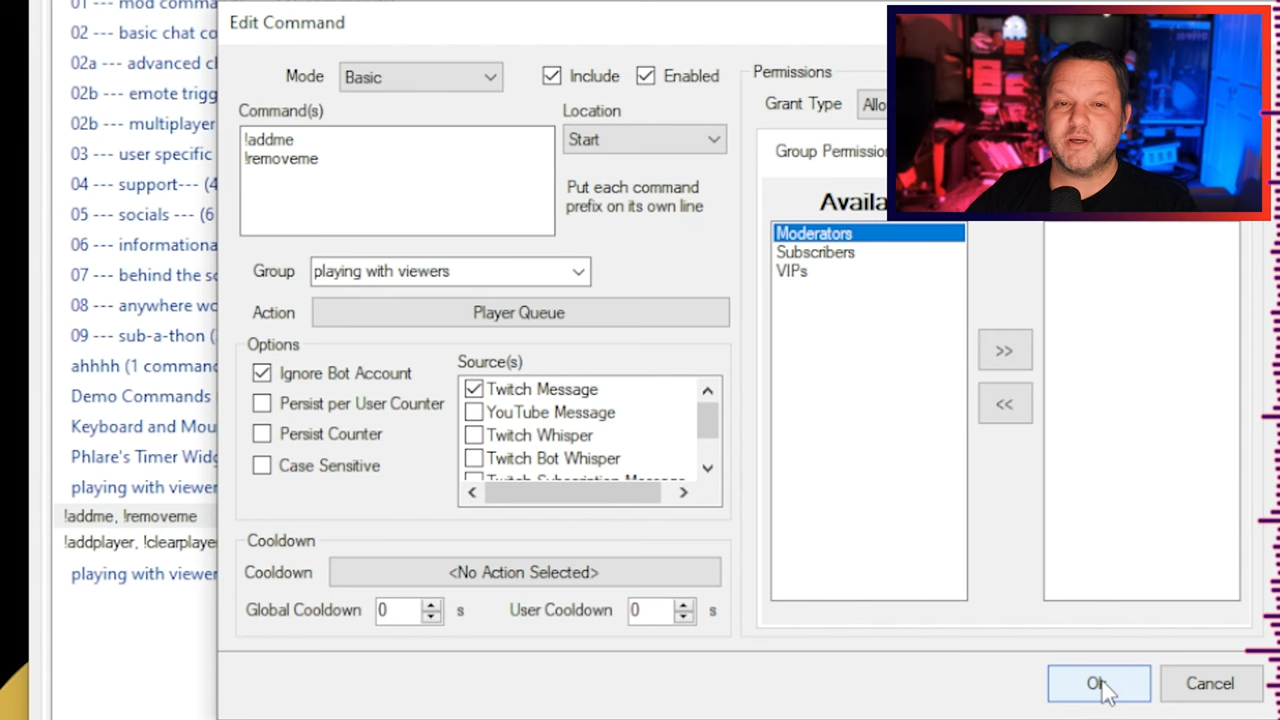 01 --- mod comma
02 --- basic chat co
02a --- advanced c
02b --- emote trigg
02b --- multiplayer
03 --- user specific
04 --- support--- (4
05 --- socials --- (6
06 --- informationa
07 --- behind the s
08 --- anywhere wo
09 --- sub-a-thon (
ahhhh (1 comman
Demo Commands
Keyboard and Mou
Phlare's Timer Widg
playing with viewer
!addme, !removeme
!addplayer, !clearplaye
playing with viewer
Edit Command
Mode Basic Include Enabled
Command(s)
!addme
!removeme
Location
Start
Put each command
prefix on its own line
Group playing with viewers
Action Player Queue
Options
Ignore Bot Account
Persist per User Counter
Persist Counter
Case Sensitive
Source(s)
Twitch Message
YouTube Message
Twitch Whisper
Twitch Bot Whisper
Twitch Subscription Message
Cooldown
Cooldown <No Action Selected>
Global Cooldown 0 s User Cooldown 0 s
Permissions
Grant Type Allo
Group Permission
Availa
Moderators
Subscribers
VIPs
>>
<<
Ok Cancel